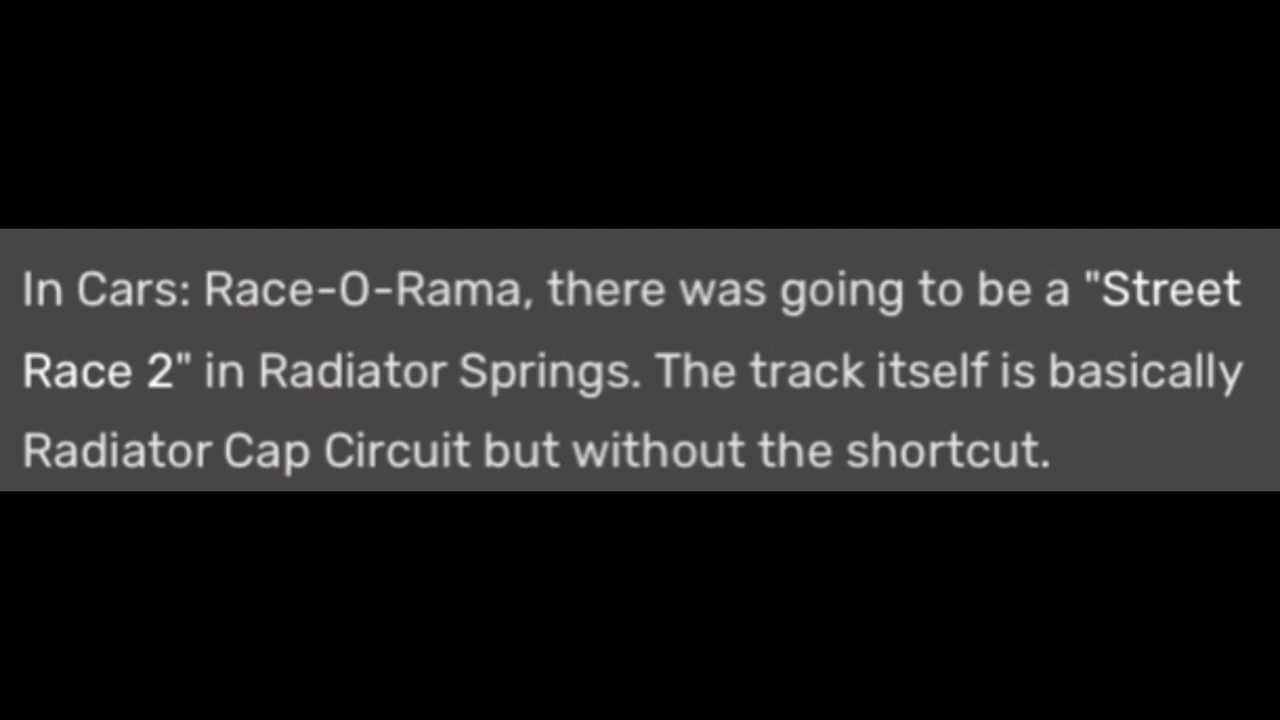 In Cars: Race-O-Rama, there was going to be a "Street
Race 2" in Radiator Springs. The track itself is basically
Radiator Cap Circuit but without the shortcut.